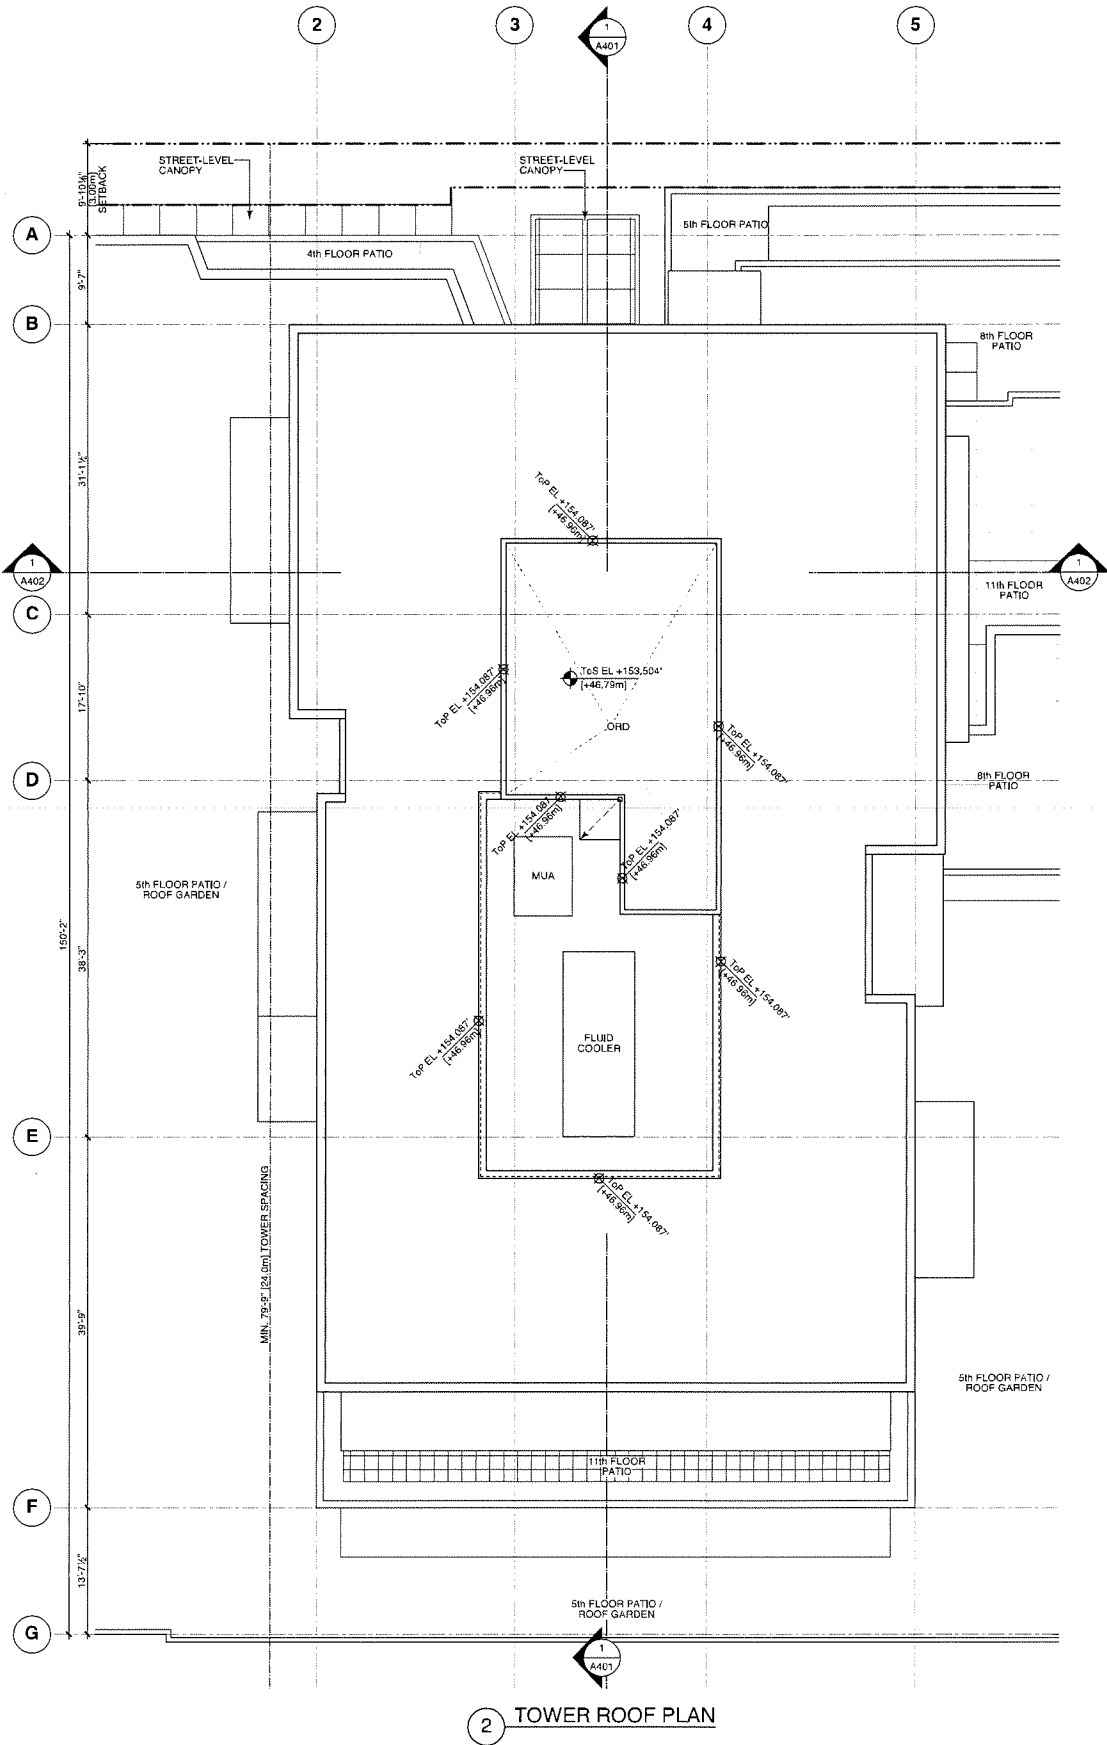 2
3
4
5
1
A401
STREET-LEVEL
CANOPY
STREET-LEVEL
CANOPY
9'-10⅛"
[3.00m]
SETBACK
A
4th FLOOR PATIO
5th FLOOR PATIO
9'-7"
B
8th FLOOR
PATIO
31'-1½"
ToP EL +154.087'
[+46.96m]
1
A402
1
A402
C
11th FLOOR
PATIO
ToP EL +154.087'
[+46.96m]
ToS EL +153.504'
[+46.79m]
17'-10"
ORD
ToP EL +154.087'
[+46.96m]
D
8th FLOOR
PATIO
ToP EL +154.087'
[+46.96m]
ToP EL +154.087'
[+46.96m]
MUA
5th FLOOR PATIO /
ROOF GARDEN
150'-2"
38'-3"
ToP EL +154.087'
[+46.96m]
ToP EL +154.087'
[+46.96m]
FLUID
COOLER
E
ToP EL +154.087'
[+46.96m]
MIN. 79'-9" [24.0m] TOWER SPACING
39'-9"
5th FLOOR PATIO /
ROOF GARDEN
11th FLOOR
PATIO
F
13'-7½"
5th FLOOR PATIO /
ROOF GARDEN
G
1
A401
2
TOWER ROOF PLAN